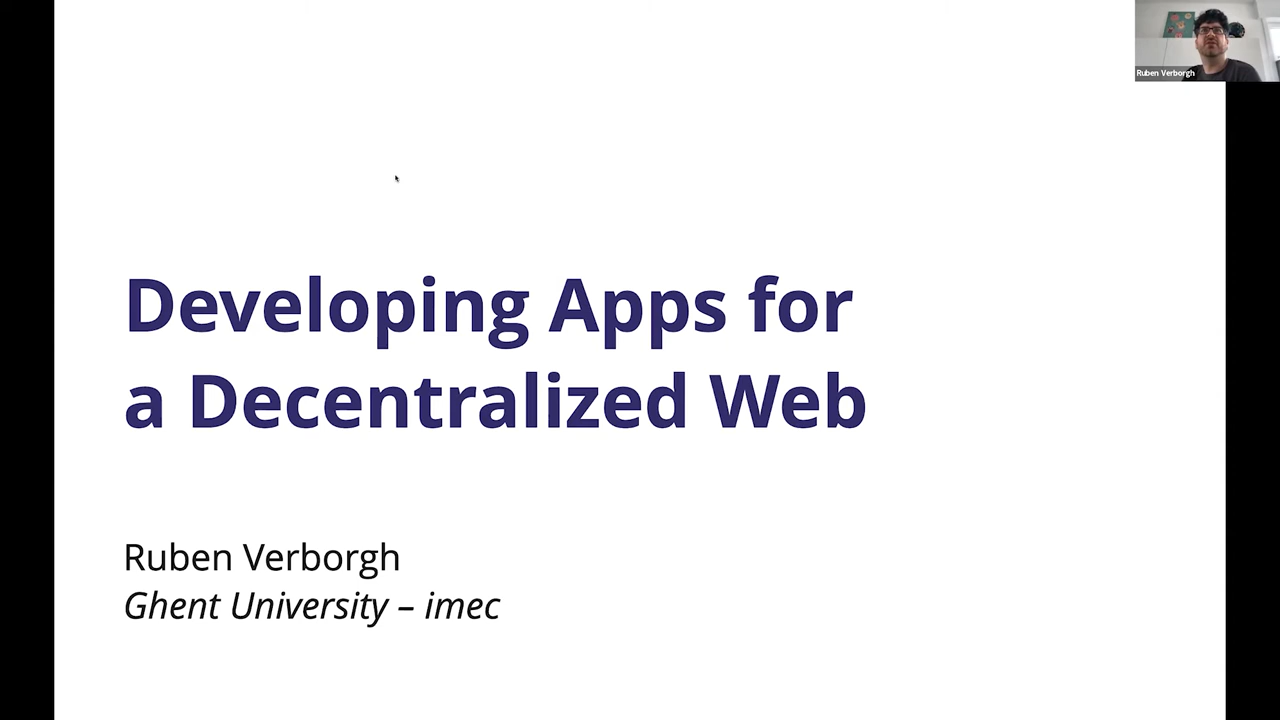 Ruben Verborgh
Developing Apps for
a Decentralized Web
Ruben Verborgh
Ghent University – imec